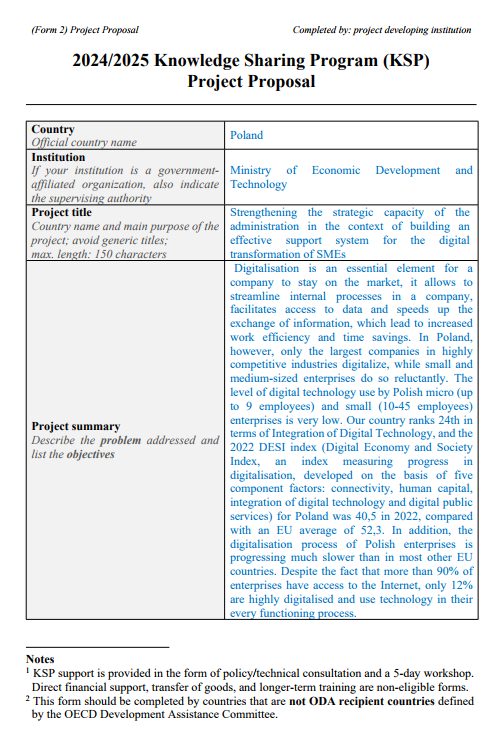 (Form 2) Project Proposal
Completed by: project developing institution
2024/2025 Knowledge Sharing Program (KSP)
Project Proposal
Country
Official country name
Poland
Institution
If your institution is a government-
affiliated organization, also indicate
the supervising authority
Ministry of Economic Development and
Technology
Project title
Country name and main purpose of the
project; avoid generic titles;
max. length: 150 characters
Strengthening the strategic capacity of the
administration in the context of building an
effective support system for the digital
transformation of SMEs
Project summary
Describe the problem addressed and
list the objectives
Digitalisation is an essential element for a
company to stay on the market, it allows to
streamline internal processes in a company,
facilitates access to data and speeds up the
exchange of information, which lead to increased
work efficiency and time savings. In Poland,
however, only the largest companies in highly
competitive industries digitalize, while small and
medium-sized enterprises do so reluctantly. The
level of digital technology use by Polish micro (up
to 9 employees) and small (10-45 employees)
enterprises is very low. Our country ranks 24th in
terms of Integration of Digital Technology, and the
2022 DESI index (Digital Economy and Society
Index, an index measuring progress in
digitalisation, developed on the basis of five
component factors: connectivity, human capital,
integration of digital technology and digital public
services) for Poland was 40,5 in 2022, compared
with an EU average of 52,3. In addition, the
digitalisation process of Polish enterprises is
progressing much slower than in most other EU
countries. Despite the fact that more than 90% of
enterprises have access to the Internet, only 12%
are highly digitalised and use technology in their
every functioning process.
Notes
1 KSP support is provided in the form of policy/technical consultation and a 5-day workshop.
Direct financial support, transfer of goods, and longer-term training are non-eligible forms.
2 This form should be completed by countries that are not ODA recipient countries defined
by the OECD Development Assistance Committee.